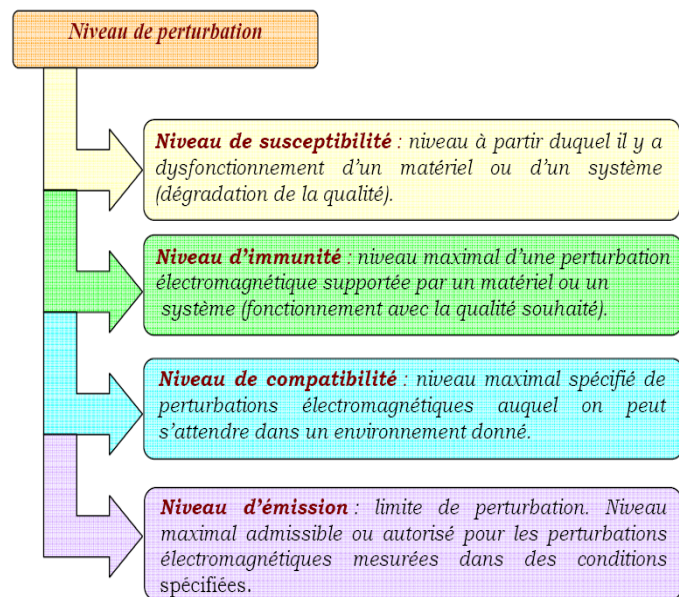 Niveau de perturbation
Niveau de susceptibilité : niveau à partir duquel il y a
dysfonctionnement d'un matériel ou d'un système
(dégradation de la qualité).
Niveau d'immunité : niveau maximal d'une perturbation
électromagnétique supportée par un matériel ou un
système (fonctionnement avec la qualité souhaité).
Niveau de compatibilité : niveau maximal spécifié de
perturbations électromagnétiques auquel on peut
s'attendre dans un environnement donné.
Niveau d'émission : limite de perturbation. Niveau
maximal admissible ou autorisé pour les perturbations
électromagnétiques mesurées dans des conditions
spécifiées.